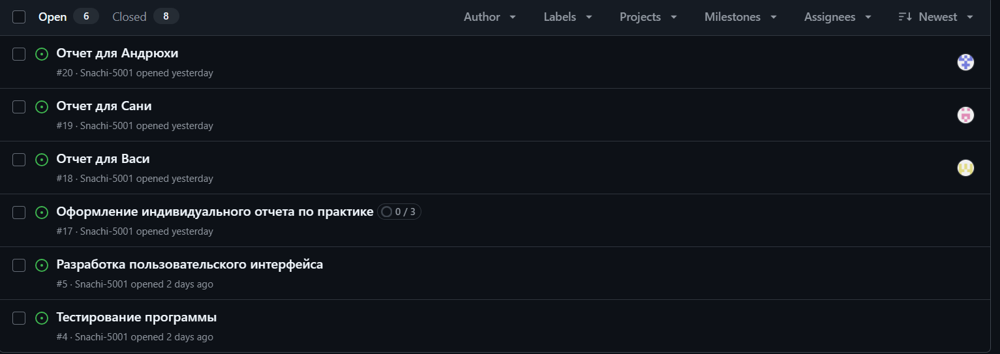 Open 6 Closed 8 Author Labels Projects Milestones Assignees Newest
Отчет для Андрюхи
#20 · Snachi-5001 opened yesterday
Отчет для Сани
#19 · Snachi-5001 opened yesterday
Отчет для Васи
#18 · Snachi-5001 opened yesterday
Оформление индивидуального отчета по практике 0 / 3
#17 · Snachi-5001 opened yesterday
Разработка пользовательского интерфейса
#5 · Snachi-5001 opened 2 days ago
Тестирование программы
#4 · Snachi-5001 opened 2 days ago